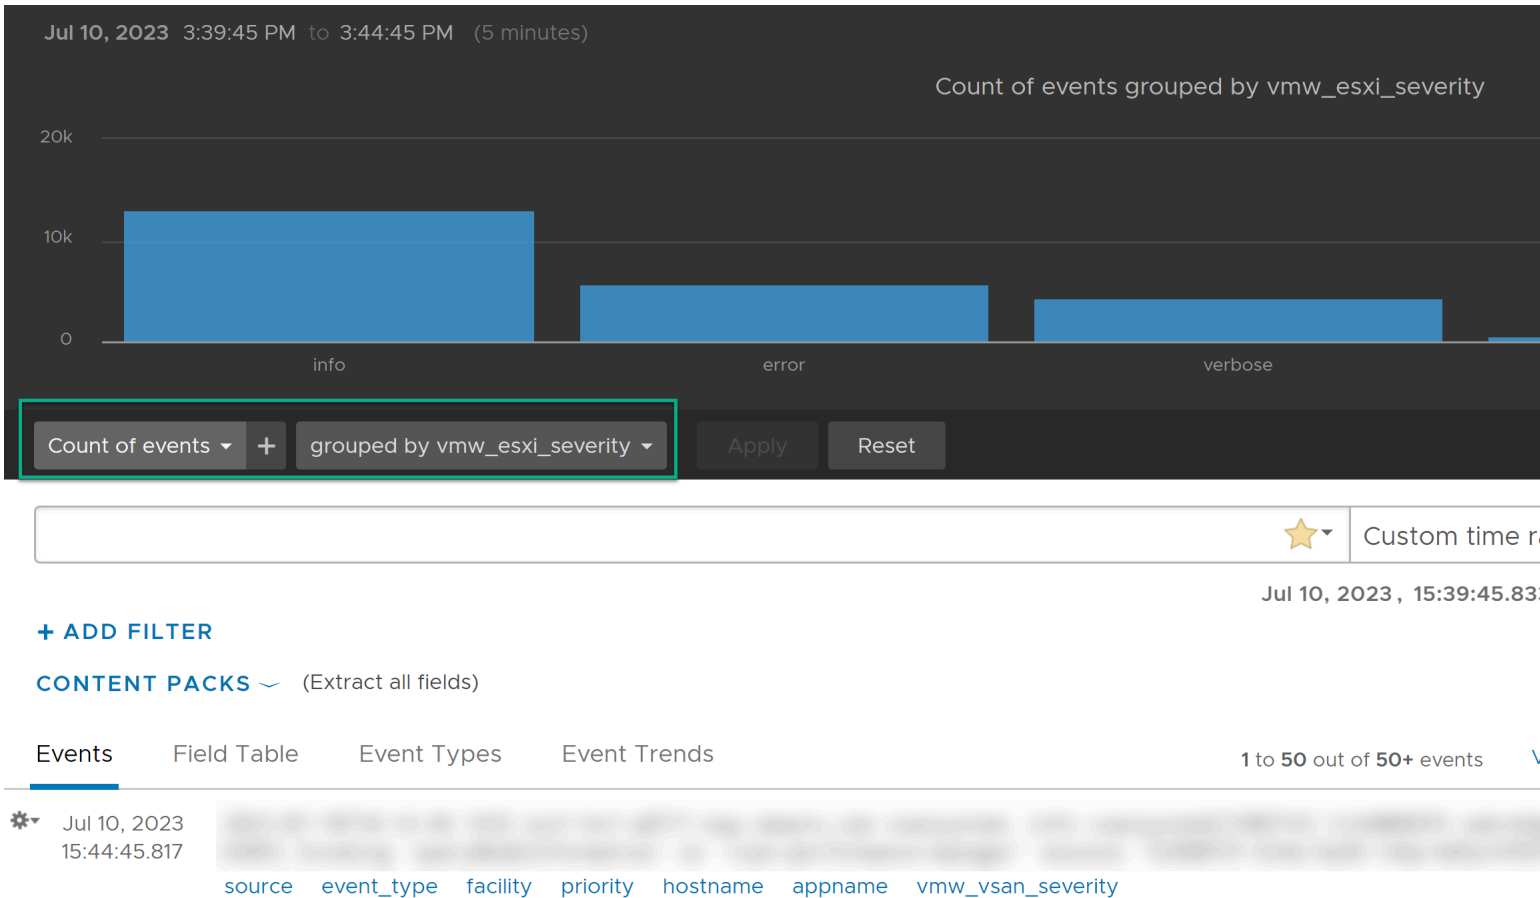 Jul 10, 2023 3:39:45 PM to 3:44:45 PM (5 minutes)
Count of events grouped by vmw_esxi_severity
20k
10k
0
info error verbose
Count of events + grouped by vmw_esxi_severity Apply Reset
Custom time
Jul 10, 2023, 15:39:45.83
+ ADD FILTER
CONTENT PACKS (Extract all fields)
Events Field Table Event Types Event Trends
1 to 50 out of 50+ events
Jul 10, 2023
15:44:45.817
source event_type facility priority hostname appname vmw_vsan_severity